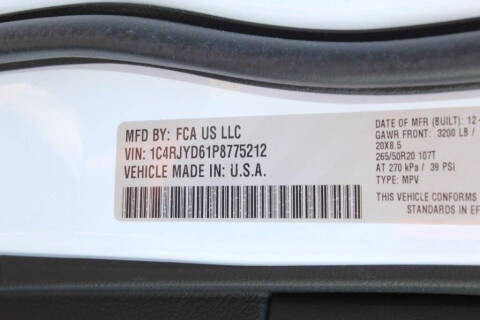 MFD BY: FCA US LLC
VIN: 1C4RJYD61P8775212
VEHICLE MADE IN: U.S.A.
DATE OF MFR (BUILT): 12-
GAWR FRONT: 3200 LB /
20X8.5
265/50R20 107T
AT 270 kPa / 39 PSI
TYPE: MPV
THIS VEHICLE CONFORMS
STANDARDS IN EF